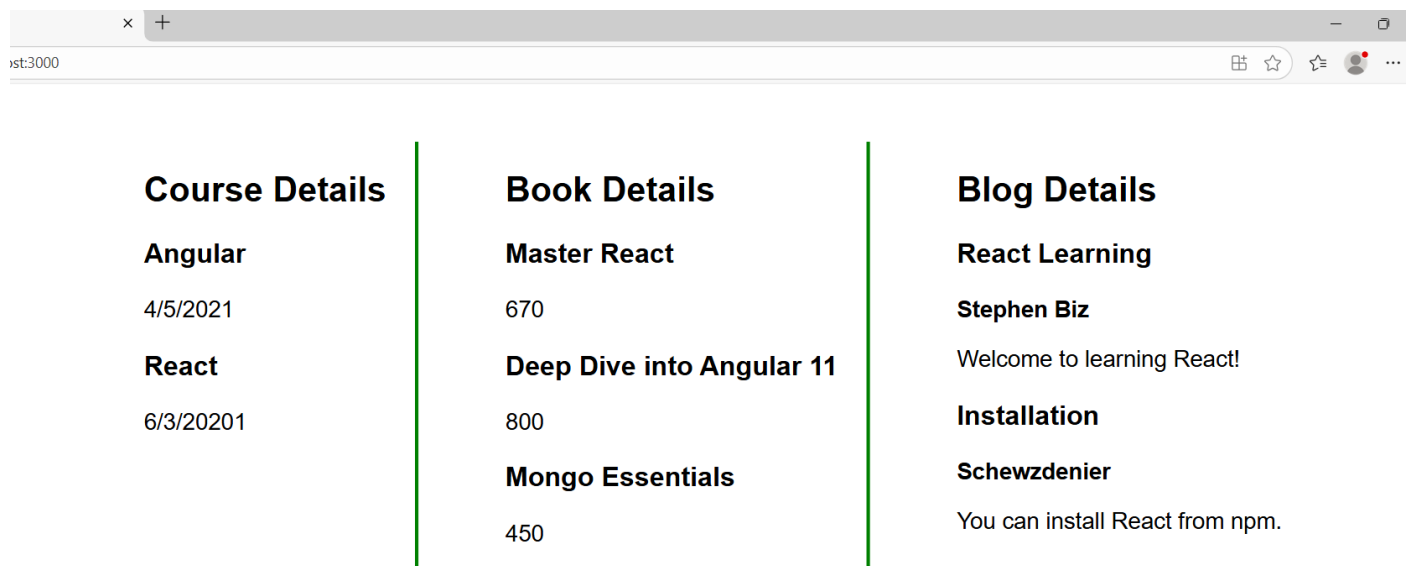 ost:3000
Course Details
Angular
4/5/2021
React
6/3/20201
Book Details
Master React
670
Deep Dive into Angular 11
800
Mongo Essentials
450
Blog Details
React Learning
Stephen Biz
Welcome to learning React!
Installation
Schewzdenier
You can install React from npm.